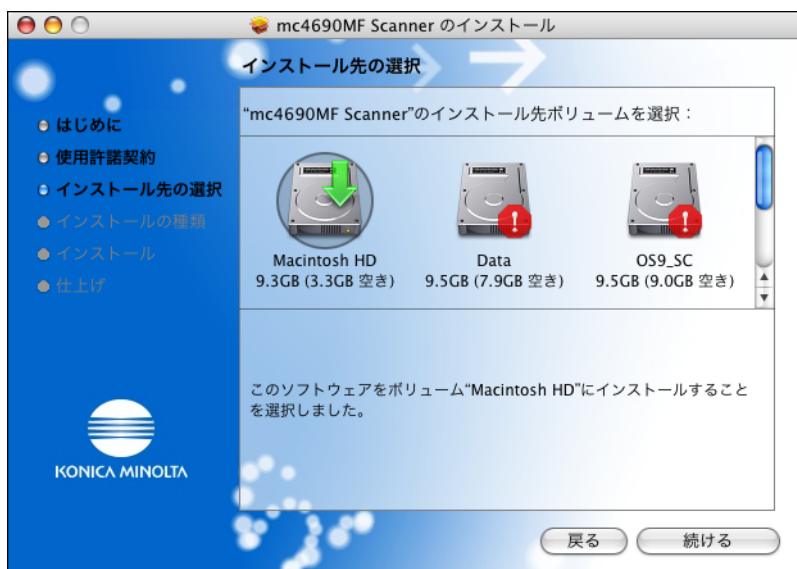 mc4690MF Scanner のインストール
インストール先の選択
はじめに
使用許諾契約
インストール先の選択
インストールの種類
インストール
仕上げ
“mc4690MF Scanner”のインストール先ボリュームを選択：
Macintosh HD
9.3GB (3.3GB 空き)
Data
9.5GB (7.9GB 空き)
OS9_SC
9.5GB (9.0GB 空き)
このソフトウェアをボリューム“Macintosh HD”にインストールすること
を選択しました。
KONICA MINOLTA
戻る
続ける